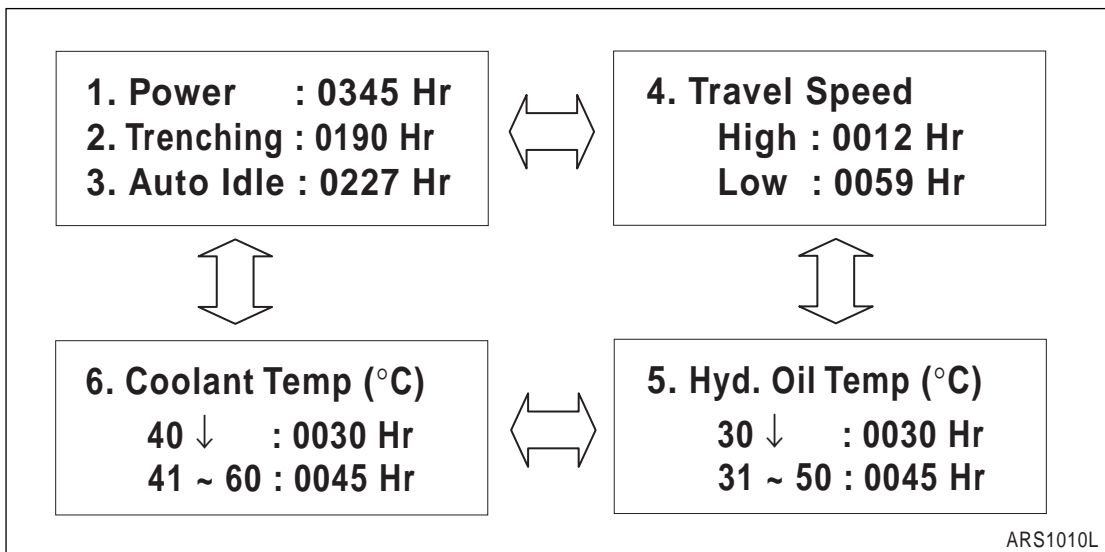 1. Power : 0345 Hr
2. Trenching : 0190 Hr
3. Auto Idle : 0227 Hr
4. Travel Speed
High : 0012 Hr
Low : 0059 Hr
6. Coolant Temp (°C)
40 ↓ : 0030 Hr
41 ~ 60 : 0045 Hr
5. Hyd. Oil Temp (°C)
30 ↓ : 0030 Hr
31 ~ 50 : 0045 Hr
ARS1010L